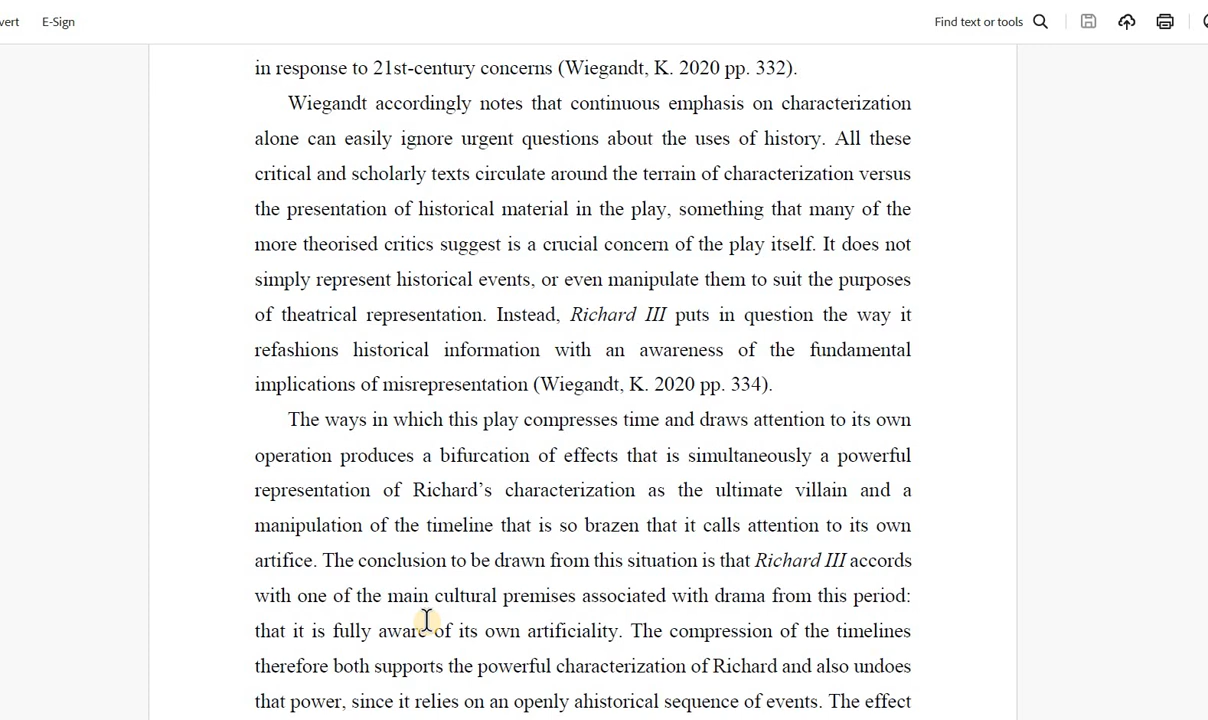 vert E-Sign Find text or tools
in response to 21st-century concerns (Wiegandt, K. 2020 pp. 332).
Wiegandt accordingly notes that continuous emphasis on characterization
alone can easily ignore urgent questions about the uses of history. All these
critical and scholarly texts circulate around the terrain of characterization versus
the presentation of historical material in the play, something that many of the
more theorised critics suggest is a crucial concern of the play itself. It does not
simply represent historical events, or even manipulate them to suit the purposes
of theatrical representation. Instead, Richard III puts in question the way it
refashions historical information with an awareness of the fundamental
implications of misrepresentation (Wiegandt, K. 2020 pp. 334).
The ways in which this play compresses time and draws attention to its own
operation produces a bifurcation of effects that is simultaneously a powerful
representation of Richard’s characterization as the ultimate villain and a
manipulation of the timeline that is so brazen that it calls attention to its own
artifice. The conclusion to be drawn from this situation is that Richard III accords
with one of the main cultural premises associated with drama from this period:
that it is fully aware of its own artificiality. The compression of the timelines
therefore both supports the powerful characterization of Richard and also undoes
that power, since it relies on an openly ahistorical sequence of events. The effect